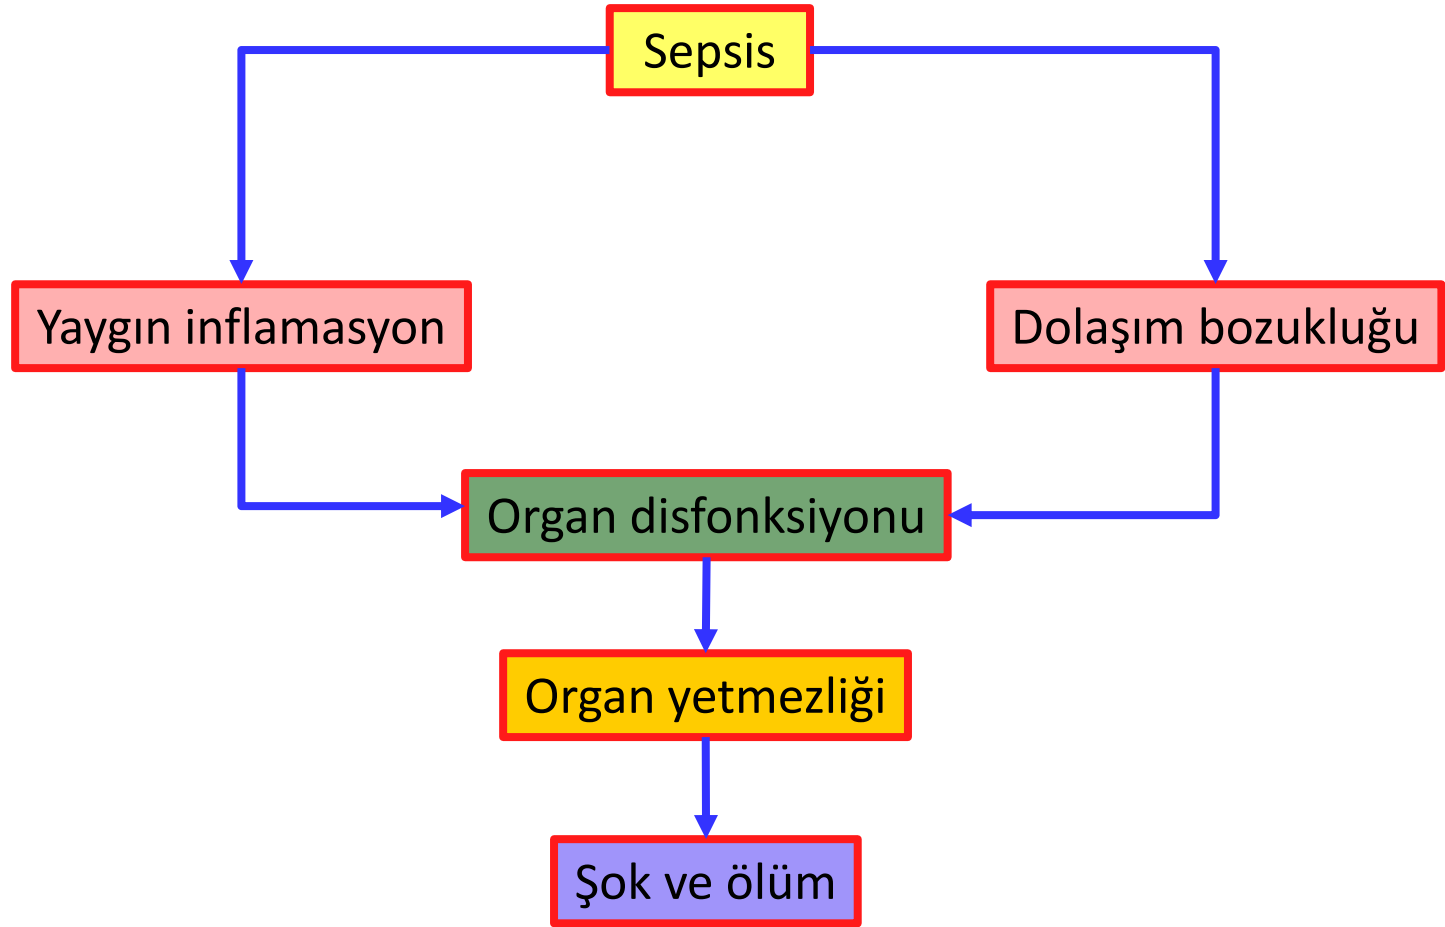 Sepsis
Yaygın inflamasyon
Dolaşım bozukluğu
Organ disfonksiyonu
Organ yetmezliği
Şok ve ölüm